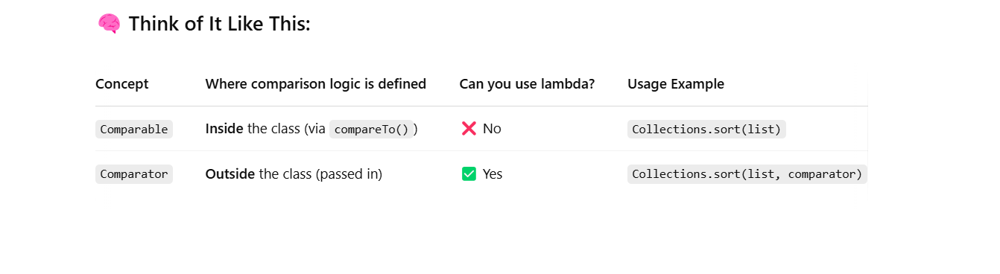 🧠 Think of It Like This:
Concept Where comparison logic is defined Can you use lambda? Usage Example
Comparable Inside the class (via compareTo()) ❌ No Collections.sort(list)
Comparator Outside the class (passed in) ✅ Yes Collections.sort(list, comparator)